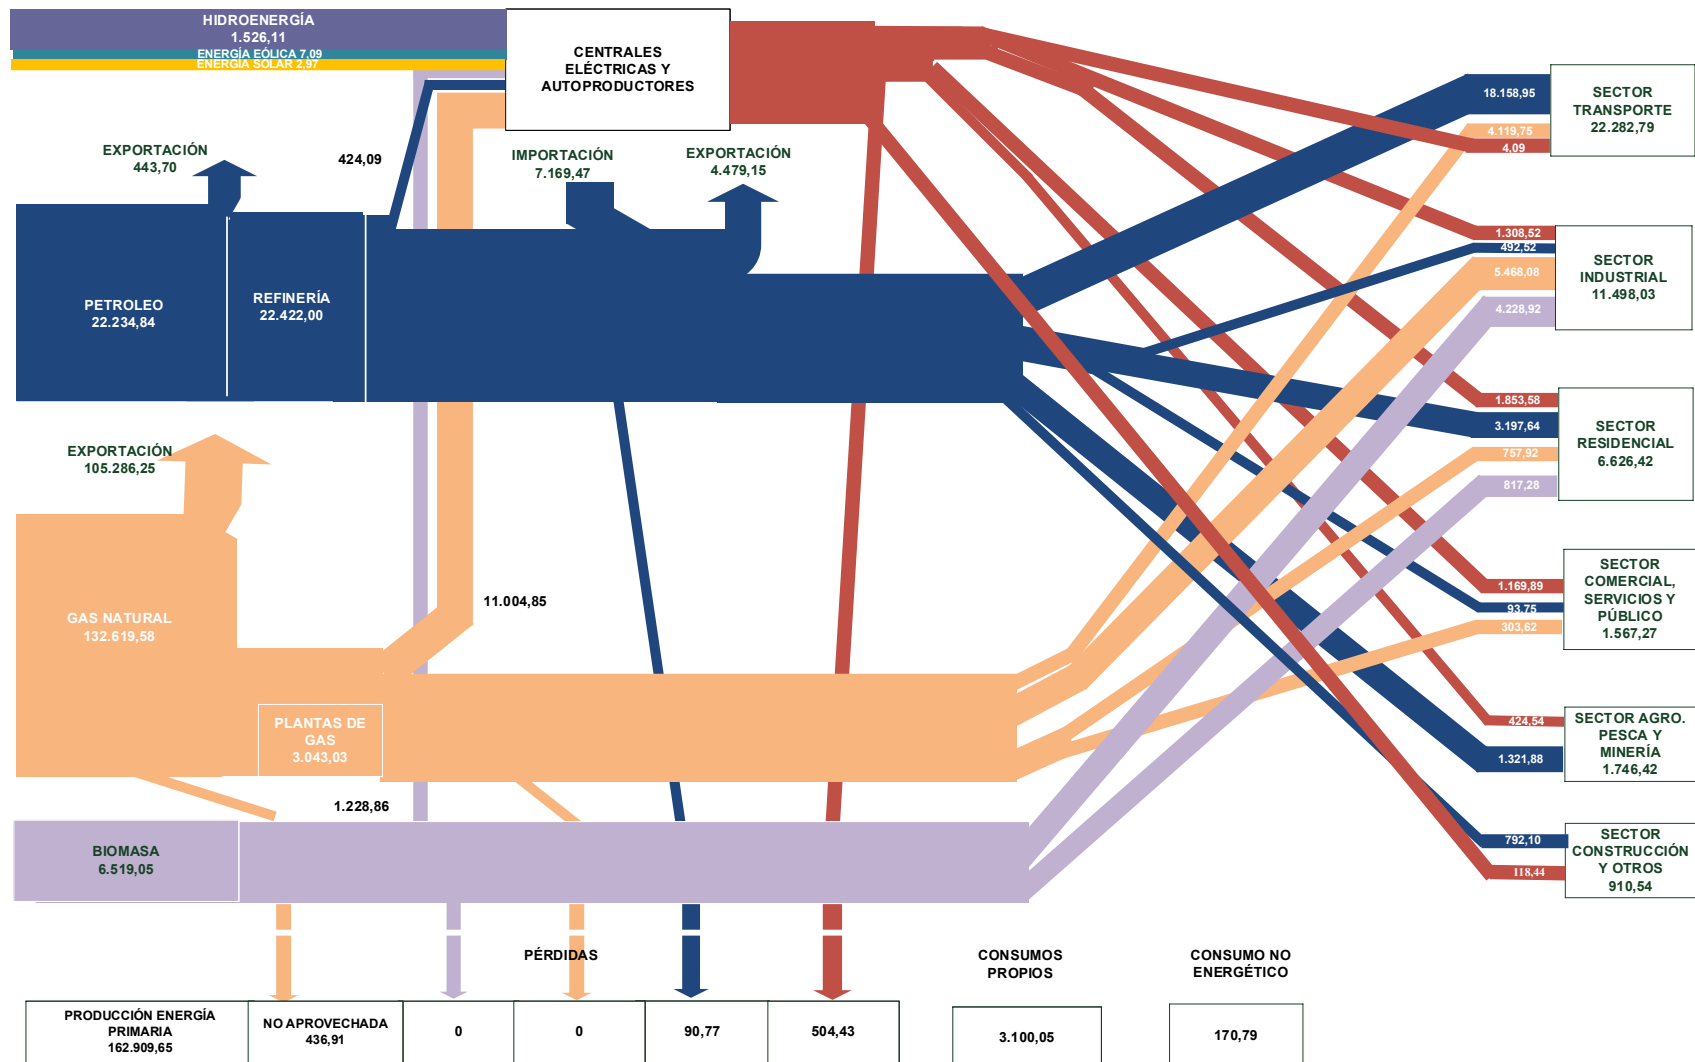 HIDROENERGÍA
1.526,11
ENERGÍA EÓLICA 7,09
ENERGÍA SOLAR 2,97
CENTRALES
ELÉCTRICAS Y
AUTOPRODUCTORES
EXPORTACIÓN
443,70
424,09
IMPORTACIÓN
7.169,47
EXPORTACIÓN
4.479,15
PETROLEO
22.234,84
REFINERÍA
22.422,00
EXPORTACIÓN
105.286,25
GAS NATURAL
132.619,58
11.004,85
PLANTAS DE
GAS
3.043,03
1.228,86
BIOMASA
6.519,05
18.158,95
4.119,75
4,09
SECTOR
TRANSPORTE
22.282,79
1.308,52
492,52
5.468,08
4.228,92
SECTOR
INDUSTRIAL
11.498,03
1.853,58
3.197,64
757,92
817,28
SECTOR
RESIDENCIAL
6.626,42
1.169,89
93,75
303,62
SECTOR
COMERCIAL,
SERVICIOS Y
PÚBLICO
1.567,27
424,54
1.321,88
SECTOR AGRO.
PESCA Y
MINERÍA
1.746,42
792,10
118,44
SECTOR
CONSTRUCCIÓN
Y OTROS
910,54
PÉRDIDAS
CONSUMOS
PROPIOS
CONSUMO NO
ENERGÉTICO
PRODUCCIÓN ENERGÍA
PRIMARIA
162.909,65
NO APROVECHADA
436,91
0
0
90,77
504,43
3.100,05
170,79